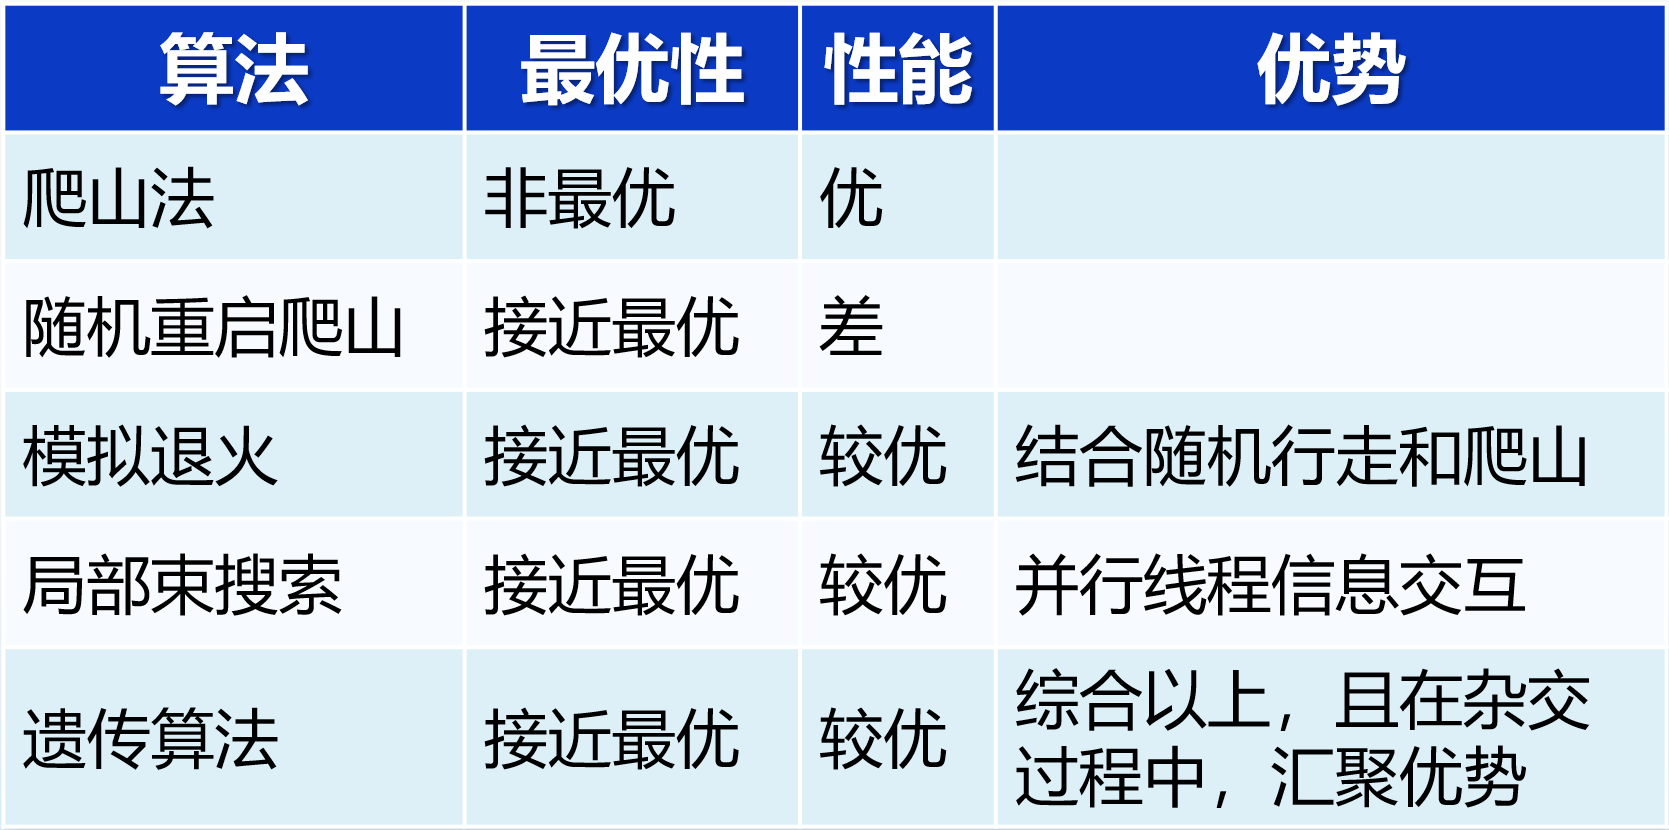 算法 最优性 性能 优势
爬山法 非最优 优
随机重启爬山 接近最优 差
模拟退火 接近最优 较优 结合随机行走和爬山
局部束搜索 接近最优 较优 并行线程信息交互
遗传算法 接近最优 较优 综合以上，且在杂交
过程中，汇聚优势